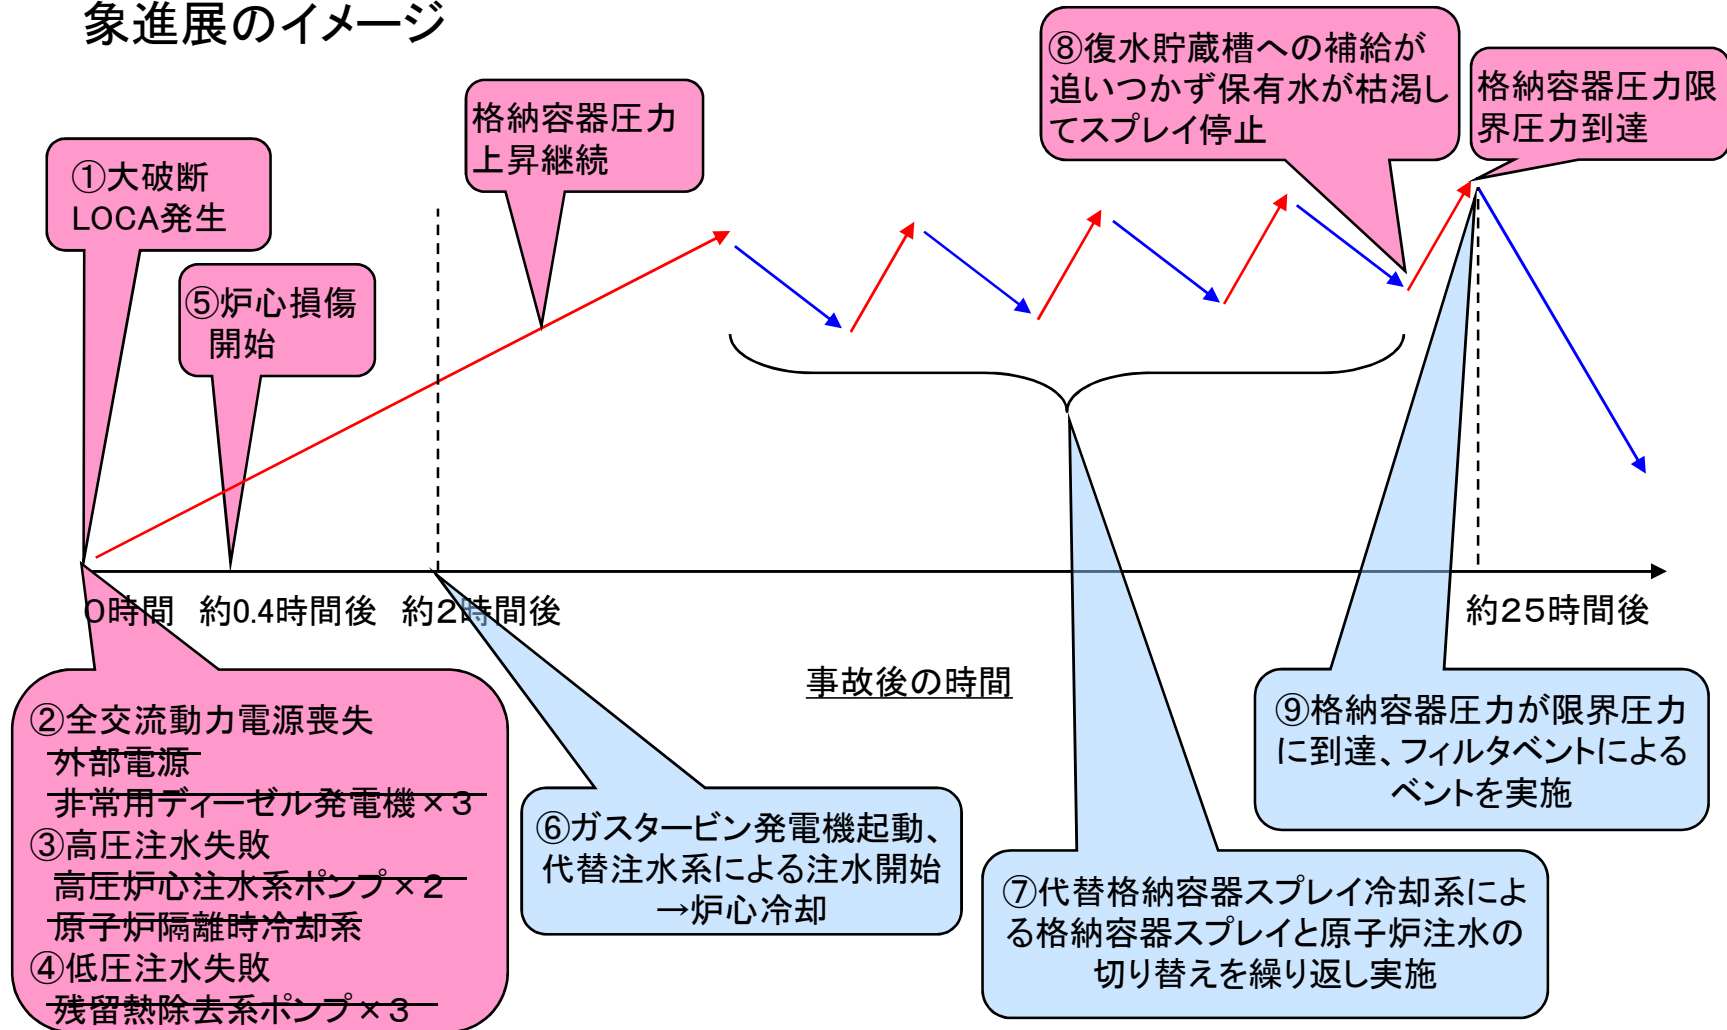 象進展のイメージ
①大破断
LOCA発生
⑤炉心損傷
開始
格納容器圧力
上昇継続
⑧復水貯蔵槽への補給が
追いつかず保有水が枯渇し
てスプレイ停止
格納容器圧力限
界圧力到達
0時間
約0.4時間後
約2時間後
約25時間後
事故後の時間
②全交流動力電源喪失
外部電源
非常用ディーゼル発電機×3
③高圧注水失敗
高圧炉心注水系ポンプ×2
原子炉隔離時冷却系
④低圧注水失敗
残留熱除去系ポンプ×3
⑥ガスタービン発電機起動、
代替注水系による注水開始
→炉心冷却
⑦代替格納容器スプレイ冷却系によ
る格納容器スプレイと原子炉注水の
切り替えを繰り返し実施
⑨格納容器圧力が限界圧力
に到達、フィルタベントによる
ベントを実施